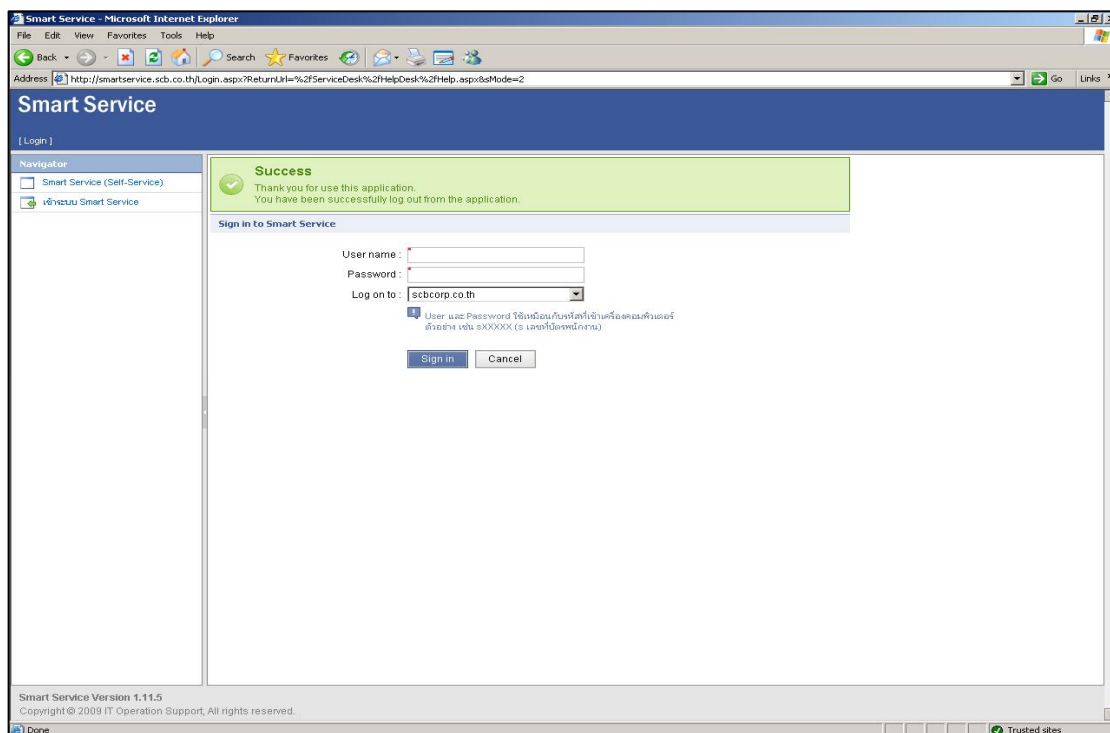 Smart Service - Microsoft Internet Explorer
File Edit View Favorites Tools Help
Back Search Favorites
Address http://smartservice.scb.co.th/Login.aspx?ReturnUrl=%2fServiceDesk%2fHelpDesk%2fHelp.aspx&sMode=2 Go Links
Smart Service
[ Login ]
Navigator
Smart Service (Self-Service)
เข้าระบบ Smart Service
Success
Thank you for use this application.
You have been successfully log out from the application.
Sign in to Smart Service
User name : *
Password : *
Log on to : scbcorp.co.th
User และ Password ใช้เหมือนกับรหัสที่เข้าเครื่องคอมพิวเตอร์
ตัวอย่าง เช่น sXXXXX (s เลขที่บัตรพนักงาน)
Sign in Cancel
Smart Service Version 1.11.5
Copyright © 2009 IT Operation Support, All rights reserved.
Done Trusted sites